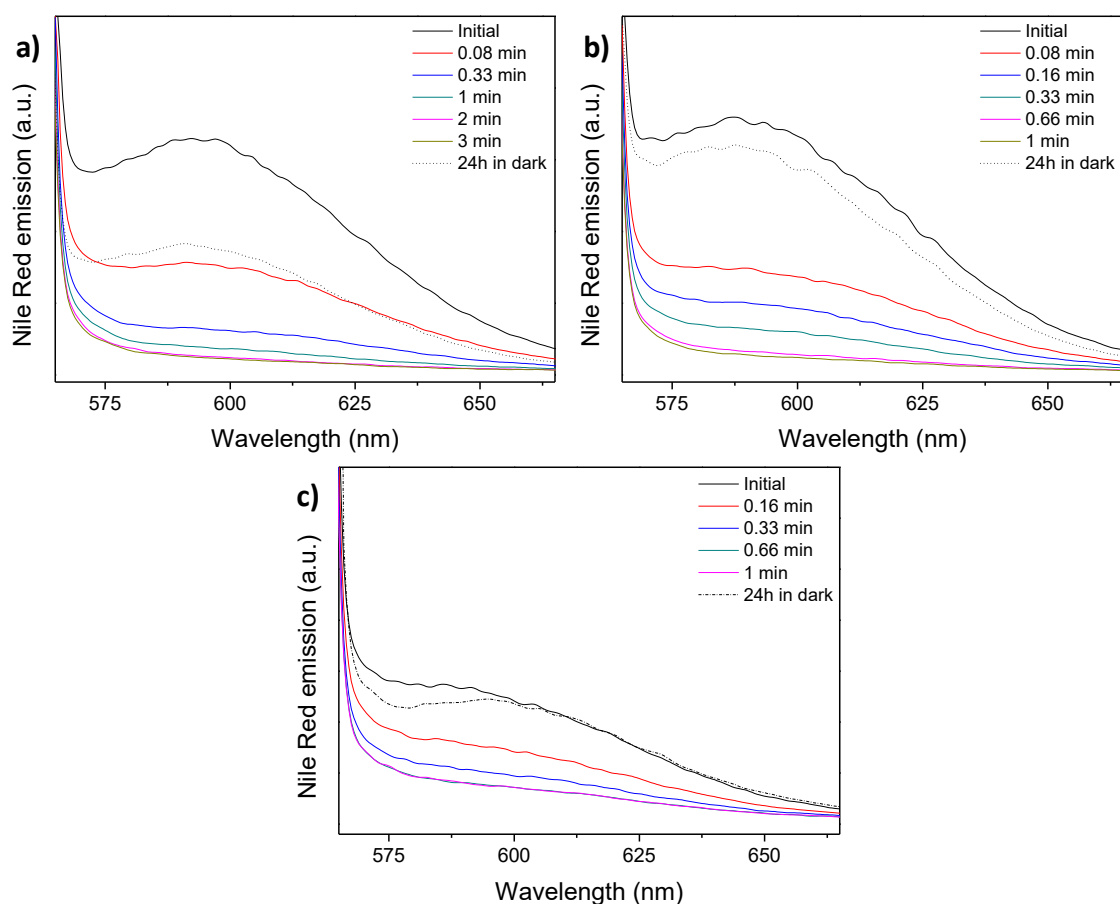 a)
Initial
0.08 min
0.33 min
1 min
2 min
3 min
24h in dark
Nile Red emission (a.u.)
575 600 625 650
Wavelength (nm)
b)
Initial
0.08 min
0.16 min
0.33 min
0.66 min
1 min
24h in dark
Nile Red emission (a.u.)
575 600 625 650
Wavelength (nm)
c)
Initial
0.16 min
0.33 min
0.66 min
1 min
24h in dark
Nile Red emission (a.u.)
575 600 625 650
Wavelength (nm)